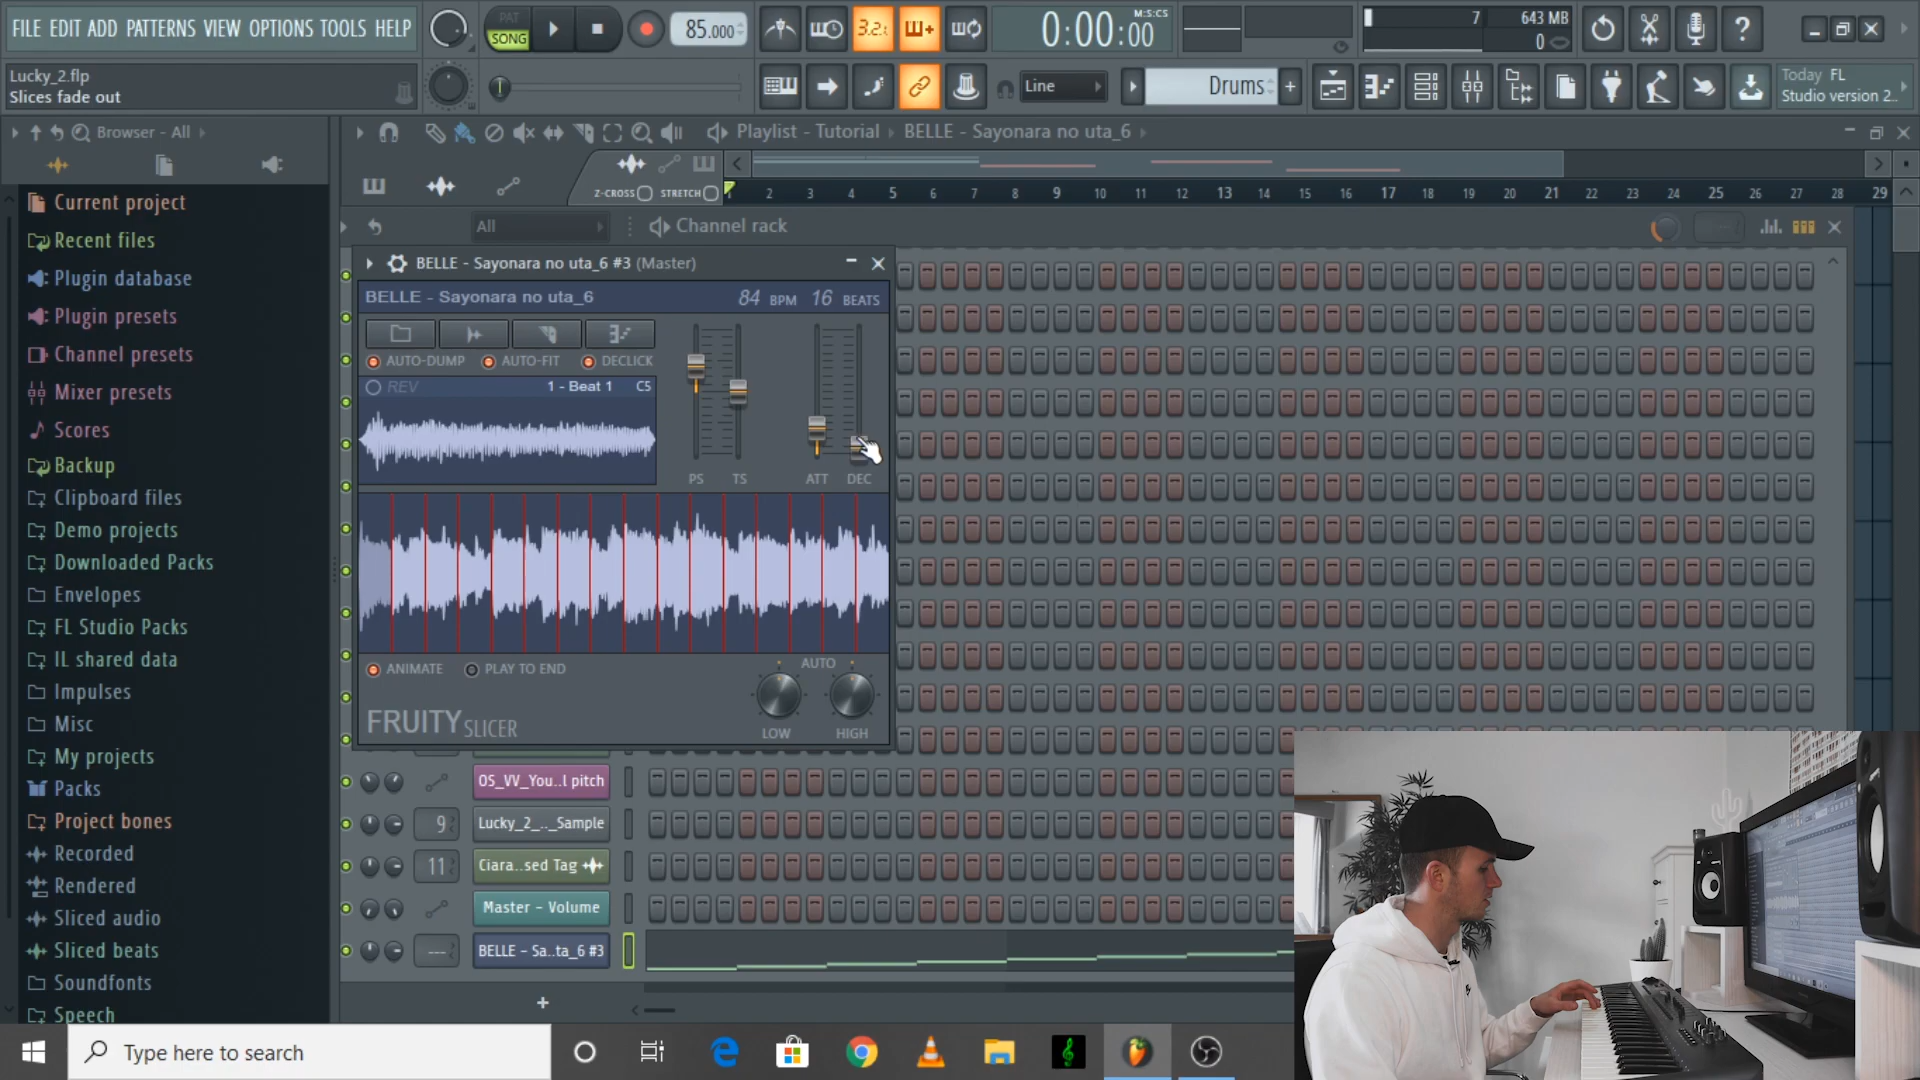 FILE EDIT ADD PATTERNS VIEW OPTIONS TOOLS HELP
PAT
SONG
85.000
3.2.
0:00:00
M:S:CS
7
643 MB
0
Lucky_2.flp
Slices fade out
Line
Drums
Today FL
Studio version 2..
Browser - All
Playlist - Tutorial
BELLE - Sayonara no uta_6
Z-CROSS
STRETCH
2 3 4 5 6 7 8 9 10 11 12 13 14 15 16 17 18 19 20 21 22 23 24 25 26 27 28 29
All
Channel rack
Current project
Recent files
Plugin database
Plugin presets
Channel presets
Mixer presets
Scores
Backup
Clipboard files
Demo projects
Downloaded Packs
Envelopes
FL Studio Packs
IL shared data
Impulses
Misc
My projects
Packs
Project bones
Recorded
Rendered
Sliced audio
Sliced beats
Soundfonts
Speech
BELLE - Sayonara no uta_6 #3 (Master)
BELLE - Sayonara no uta_6
84 BPM 16 BEATS
AUTO-DUMP
AUTO-FIT
DECLICK
REV
1 - Beat 1
C5
PS
TS
ATT
DEC
ANIMATE
PLAY TO END
AUTO
LOW
HIGH
FRUITY SLICER
OS_VV_You..l pitch
9
Lucky_2_.._Sample
11
Ciara..sed Tag
Master - Volume
---
BELLE - Sa..ta_6 #3
+
Type here to search